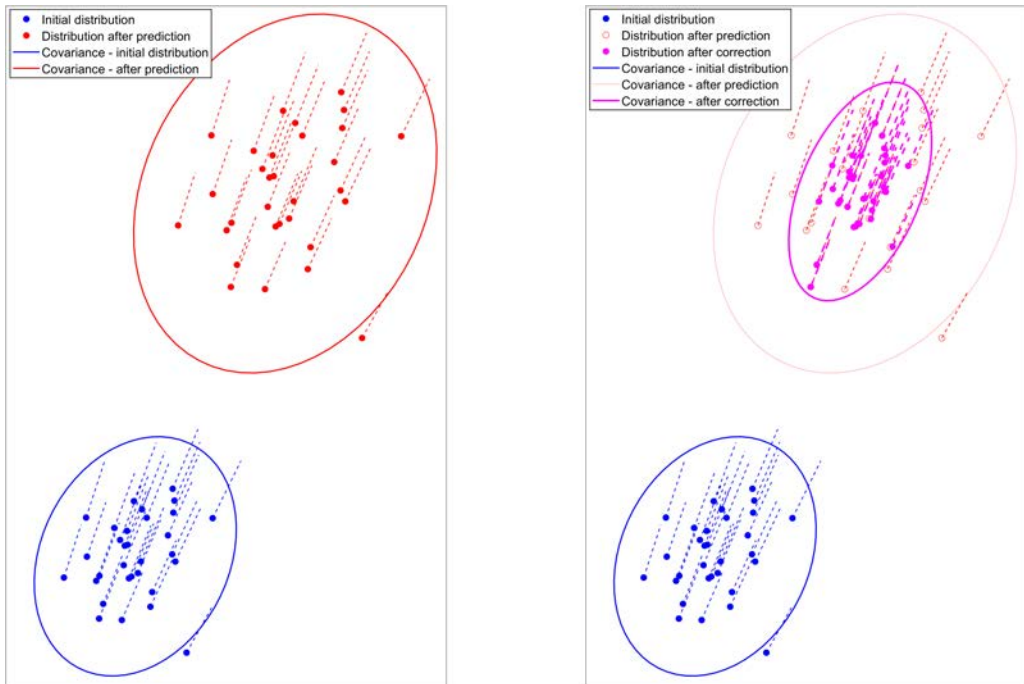 Initial distribution
Distribution after prediction
Covariance - initial distribution
Covariance - after prediction
Initial distribution
Distribution after prediction
Distribution after correction
Covariance - initial distribution
Covariance - after prediction
Covariance - after correction